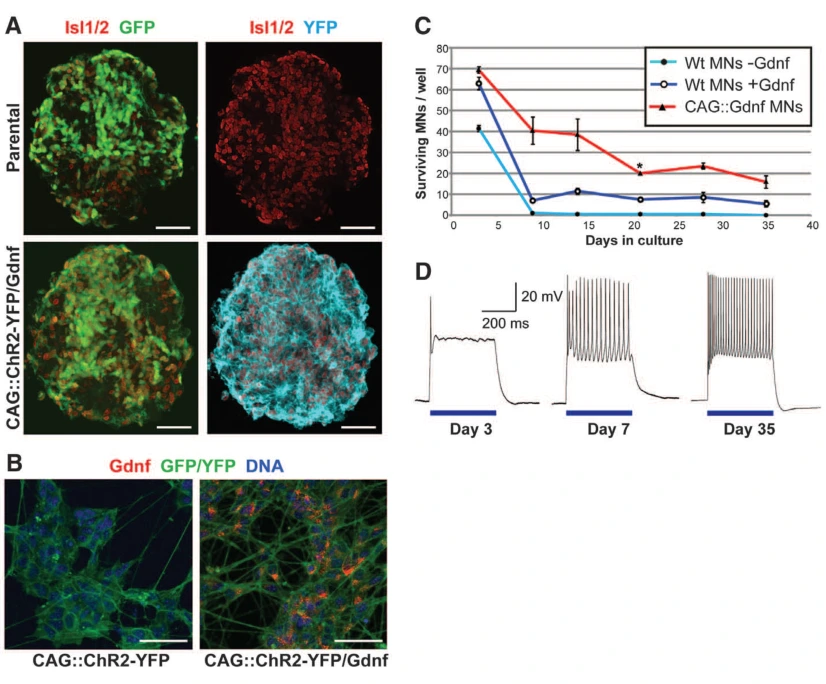 A
Isl1/2 GFP
Isl1/2 YFP
Parental
CAG::ChR2-YFP/Gdnf
B
Gdnf GFP/YFP DNA
CAG::ChR2-YFP
CAG::ChR2-YFP/Gdnf
C
Surviving MNs / well
80
70
60
50
40
30
20
10
0
Wt MNs -Gdnf
Wt MNs +Gdnf
CAG::Gdnf MNs
*
0 5 10 15 20 25 30 35 40
Days in culture
D
20 mV
200 ms
Day 3
Day 7
Day 35